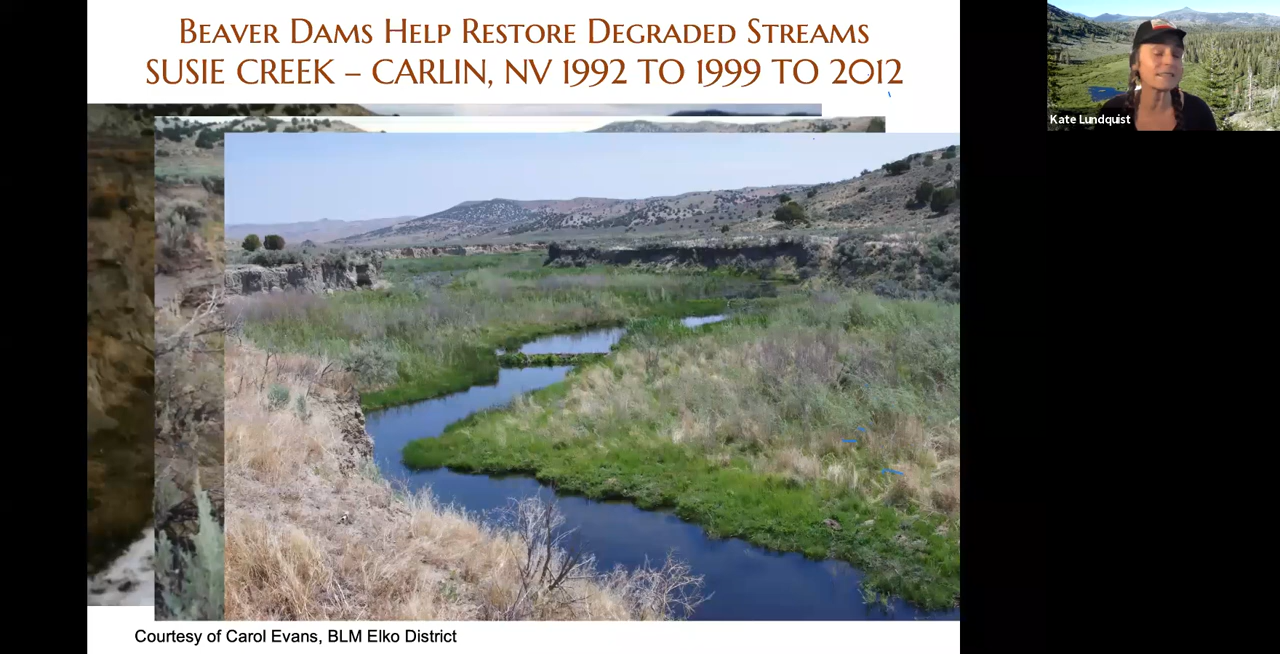 Beaver Dams Help Restore Degraded Streams
SUSIE CREEK – CARLIN, NV 1992 TO 1999 TO 2012
Kate Lundquist
Courtesy of Carol Evans, BLM Elko District